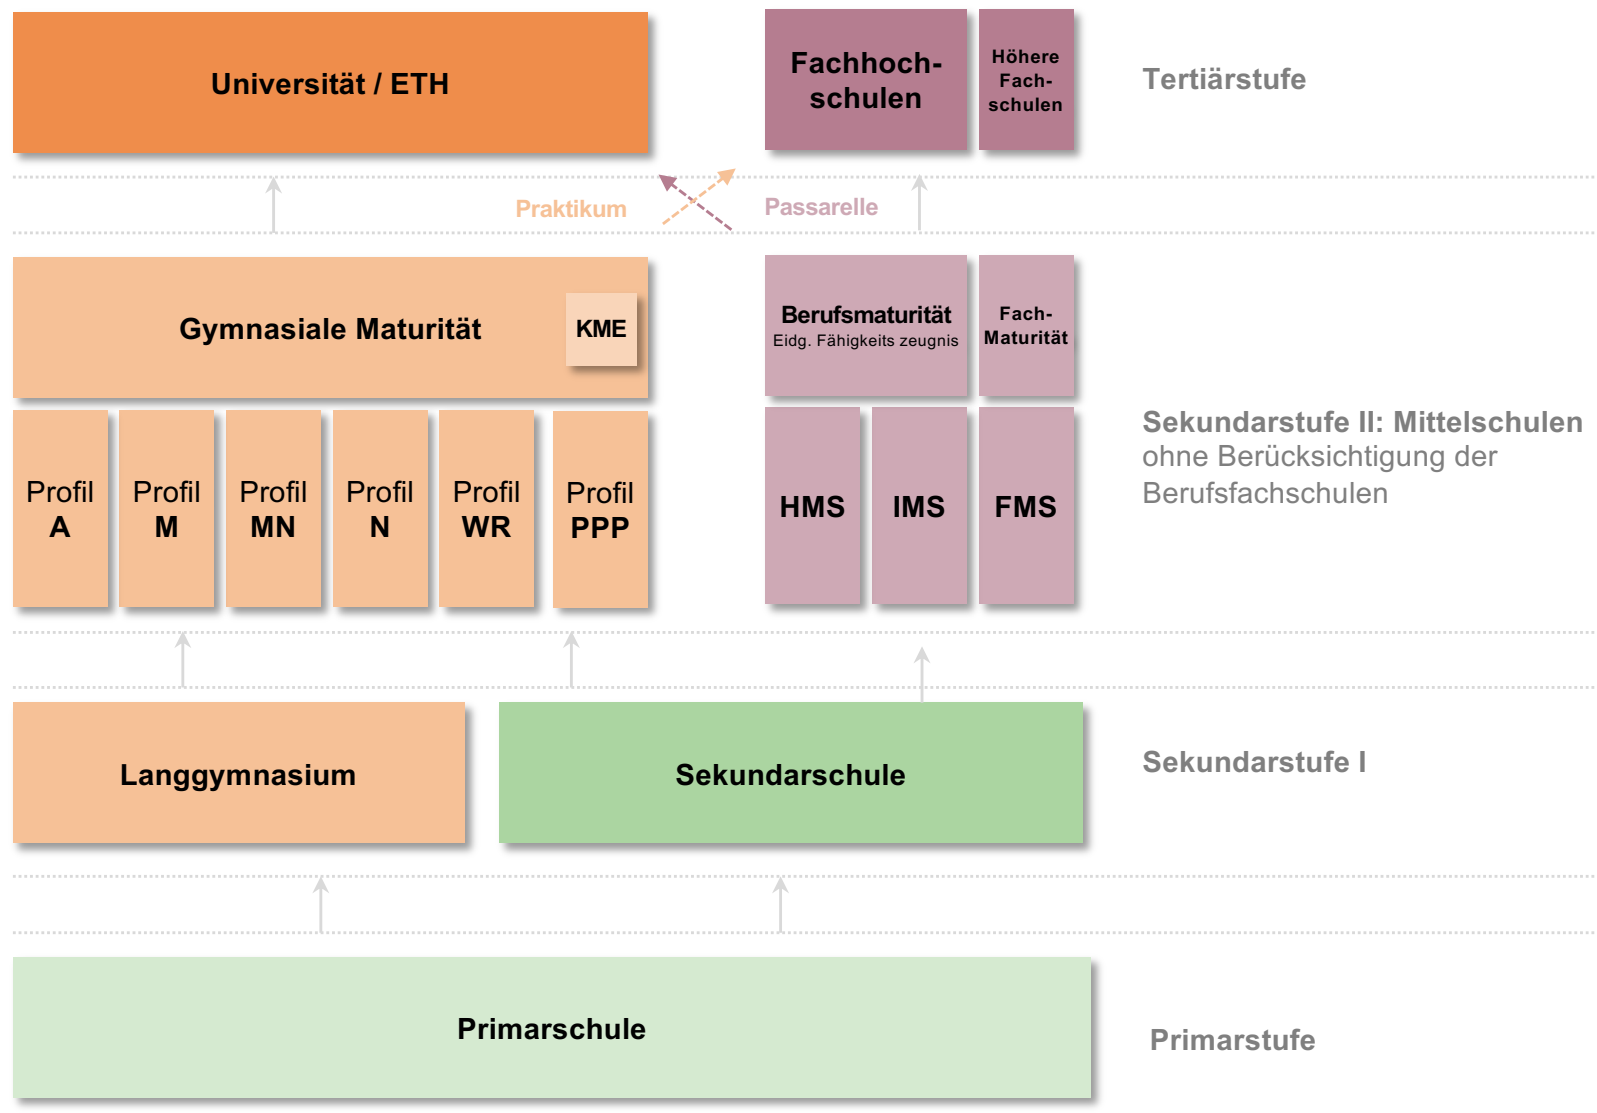 Universität / ETH
Fachhoch-
schulen
Höhere
Fach-
schulen
Tertiärstufe
Praktikum
Passarelle
Gymnasiale Maturität
KME
Berufsmaturität
Eidg. Fähigkeits zeugnis
Fach-
Maturität
Profil
A
Profil
M
Profil
MN
Profil
N
Profil
WR
Profil
PPP
HMS
IMS
FMS
Sekundarstufe II: Mittelschulen
ohne Berücksichtigung der
Berufsfachschulen
Langgymnasium
Sekundarschule
Sekundarstufe I
Primarschule
Primarstufe